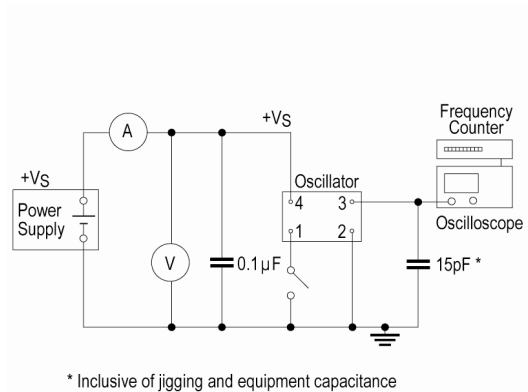 Frequency
Counter
+VS
A
Oscillator
+VS
4 3
Power
Supply
Oscilloscope
1 2
V
0.1µF
15pF *
* Inclusive of jigging and equipment capacitance